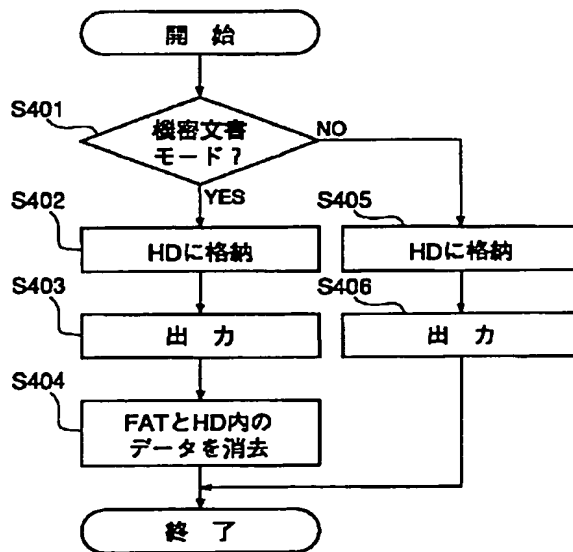 開 始
S401
機密文書
モード？
NO
YES
S402
HDに格納
S405
HDに格納
S403
出 力
S406
出 力
S404
FATとHD内の
データを消去
終 了